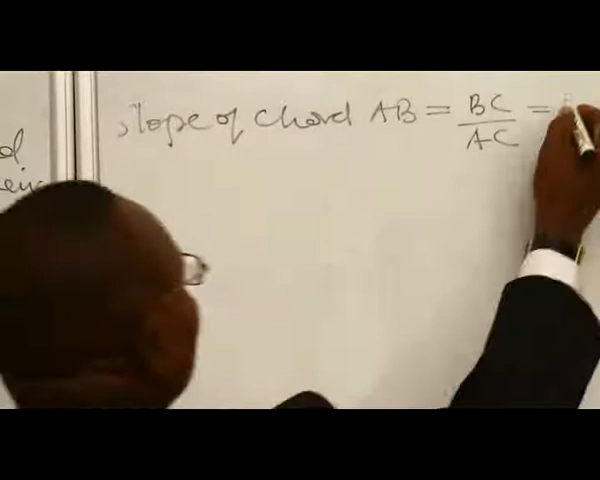 slope of chord AB = BC/AC =